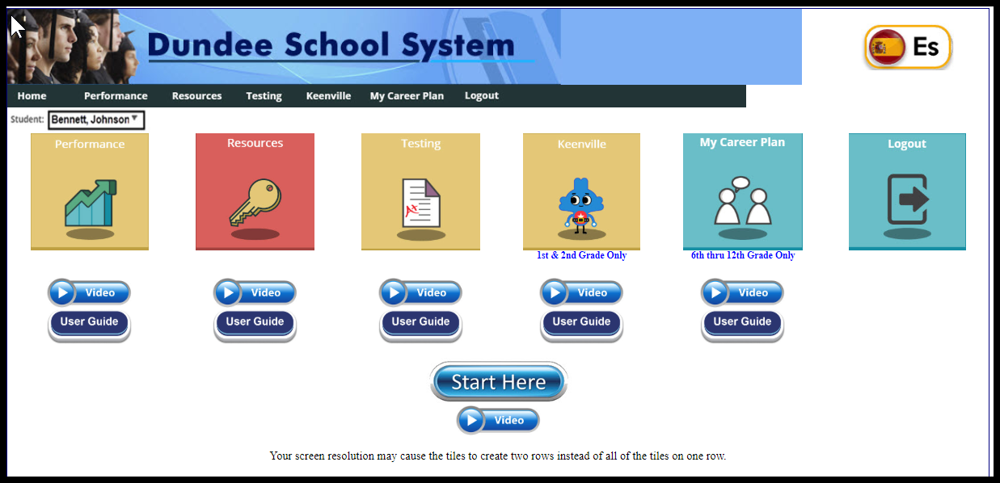 Dundee School System
Es
Home Performance Resources Testing Keenville My Career Plan Logout
Student: Bennett, Johnson
Performance Resources Testing Keenville My Career Plan Logout
A+
1st & 2nd Grade Only 6th thru 12th Grade Only
Video Video Video Video Video
User Guide User Guide User Guide User Guide User Guide
Start Here
Video
Your screen resolution may cause the tiles to create two rows instead of all of the tiles on one row.